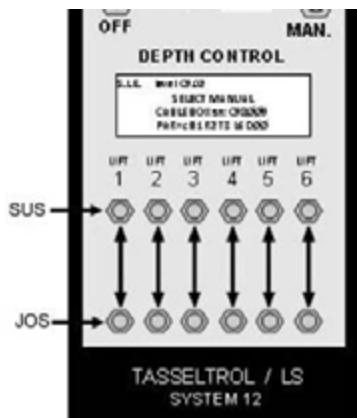 OFF
MAN.
DEPTH CONTROL
SELECT MANUAL
LIFT LIFT LIFT LIFT LIFT LIFT
1 2 3 4 5 6
SUS
JOS
TASSELTROL / LS
SYSTEM 12